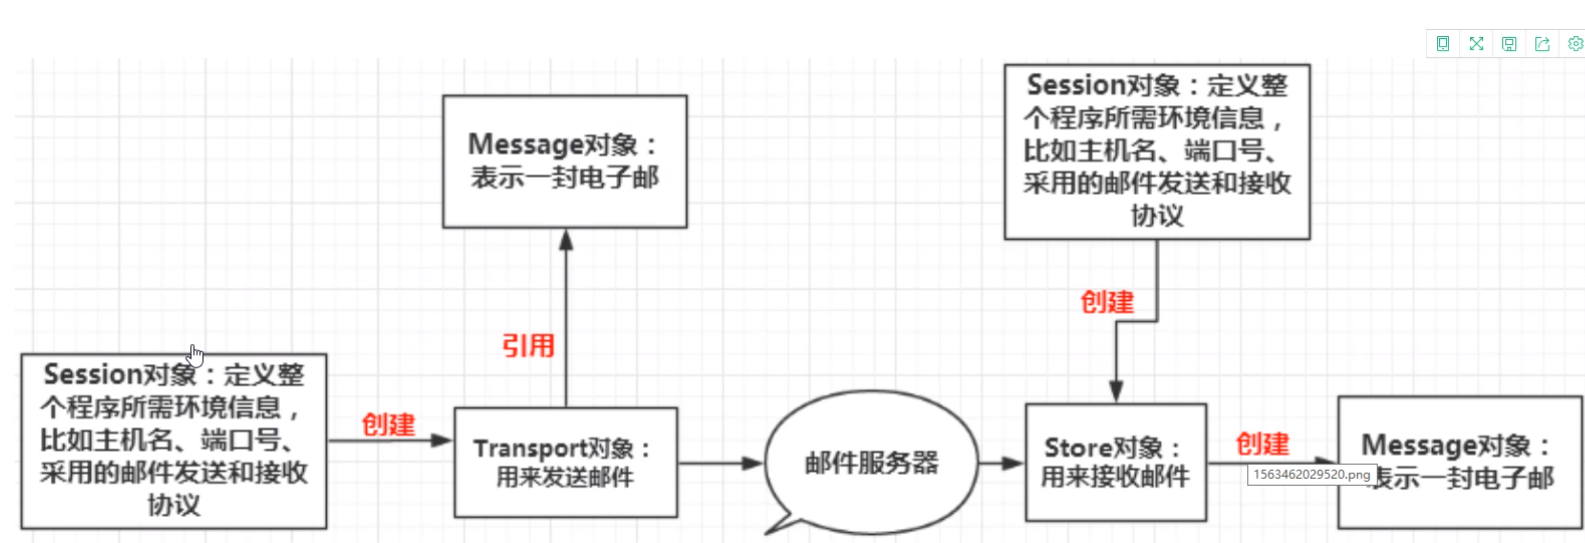 Message对象：
表示一封电子邮
Session对象：定义整
个程序所需环境信息，
比如主机名、端口号、
采用的邮件发送和接收
协议
引用
创建
Session对象：定义整
个程序所需环境信息，
比如主机名、端口号、
采用的邮件发送和接收
协议
创建
Transport对象：
用来发送邮件
邮件服务器
Store对象：
用来接收邮件
创建
1563462029520.png
Message对象：
表示一封电子邮